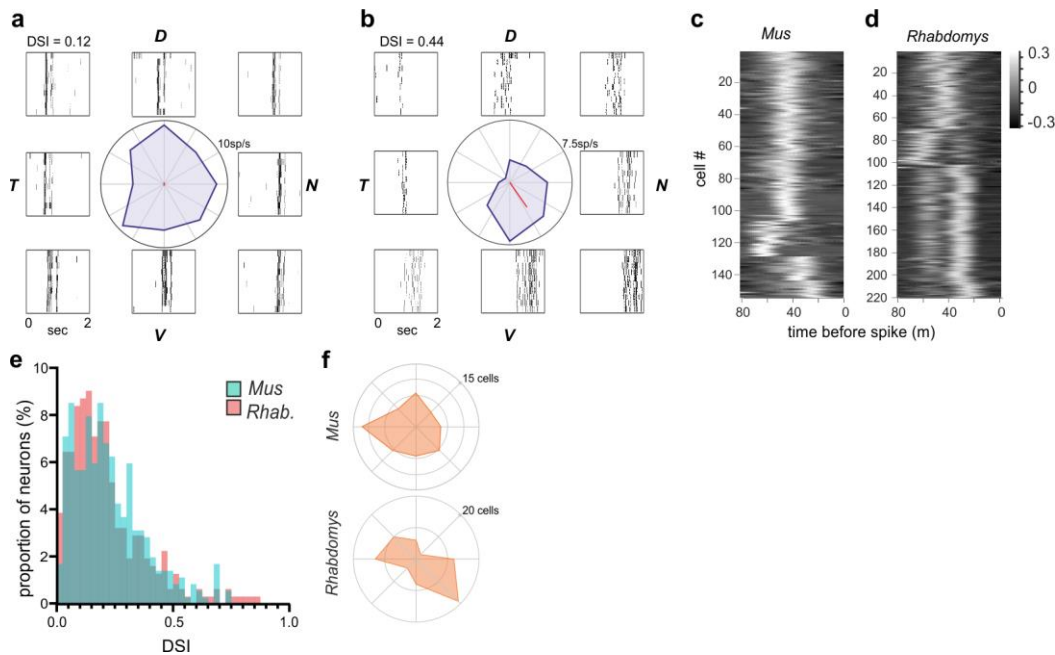 a
DSI = 0.12
D
T
N
V
10sp/s
0 2
sec
b
DSI = 0.44
D
T
N
V
7.5sp/s
0 2
sec
c
Mus
cell #
20
40
60
80
100
120
140
80 40 0
d
Rhabdomys
20
40
60
80
100
120
140
160
180
200
220
80 40 0
time before spike (m)
0.3
0
-0.3
e
proportion of neurons (%)
10
8
6
4
2
0
0.0 0.5 1.0
DSI
Mus
Rhab.
f
Mus
15 cells
Rhabdomys
20 cells